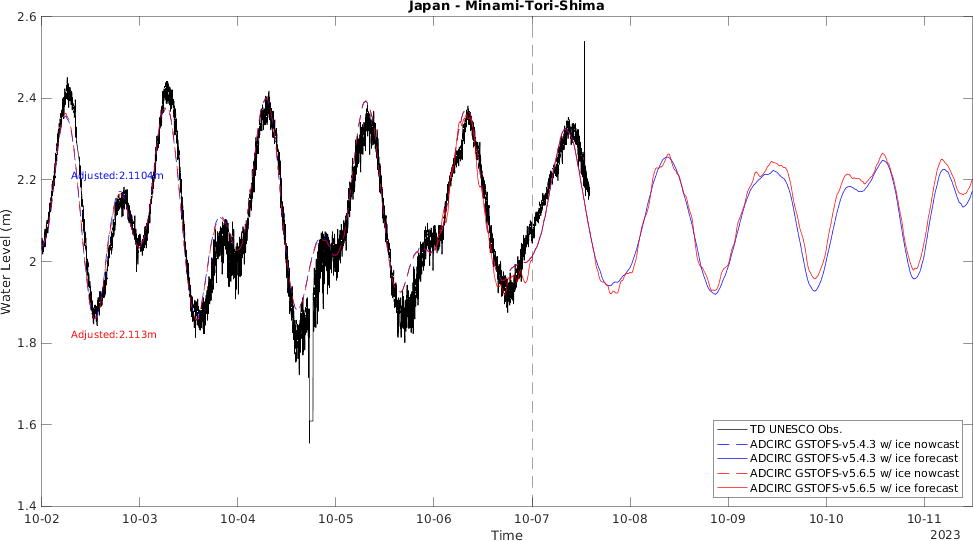 Japan - Minami-Tori-Shima
2.6
2.4
2.2
2
1.8
1.6
1.4
Water Level (m)
Adjusted:2.1104m
Adjusted:2.113m
TD UNESCO Obs.
ADCIRC GSTOFS-v5.4.3 w/ ice nowcast
ADCIRC GSTOFS-v5.4.3 w/ ice forecast
ADCIRC GSTOFS-v5.6.5 w/ ice nowcast
ADCIRC GSTOFS-v5.6.5 w/ ice forecast
10-02 10-03 10-04 10-05 10-06 10-07 10-08 10-09 10-10 10-11
Time
2023